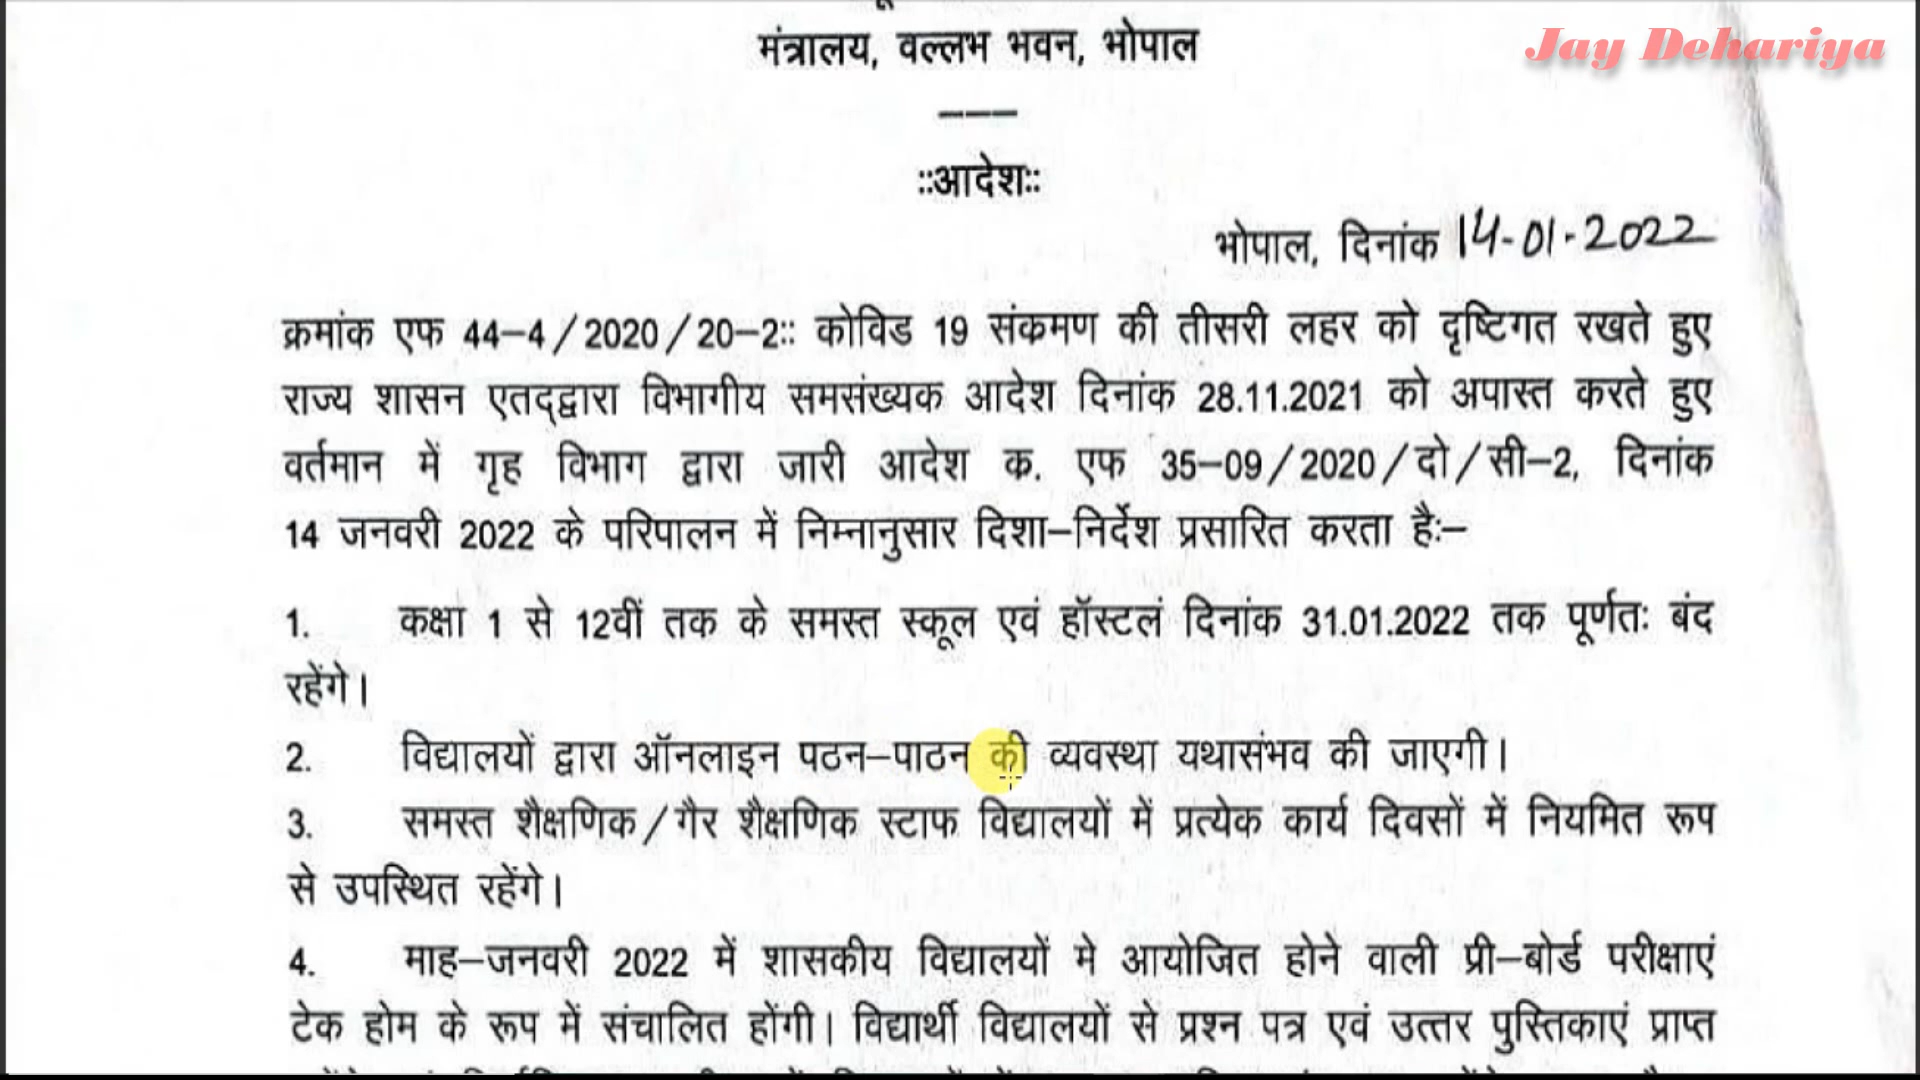 मंत्रालय, वल्लभ भवन, भोपाल
Jay Dehariya
---
::आदेश::
भोपाल, दिनांक 14-01-2022
क्रमांक एफ 44-4/2020/20-2:: कोविड 19 संक्रमण की तीसरी लहर को दृष्टिगत रखते हुए
राज्य शासन एतद्द्वारा विभागीय समसंख्यक आदेश दिनांक 28.11.2021 को अपास्त करते हुए
वर्तमान में गृह विभाग द्वारा जारी आदेश क. एफ 35-09/2020/दो/सी-2, दिनांक
14 जनवरी 2022 के परिपालन में निम्नानुसार दिशा-निर्देश प्रसारित करता है:-
1. कक्षा 1 से 12वीं तक के समस्त स्कूल एवं हॉस्टलं दिनांक 31.01.2022 तक पूर्णतः बंद
रहेंगे।
2. विद्यालयों द्वारा ऑनलाइन पठन-पाठन की व्यवस्था यथासंभव की जाएगी।
3. समस्त शैक्षणिक/गैर शैक्षणिक स्टाफ विद्यालयों में प्रत्येक कार्य दिवसों में नियमित रूप
से उपस्थित रहेंगे।
4. माह-जनवरी 2022 में शासकीय विद्यालयों मे आयोजित होने वाली प्री-बोर्ड परीक्षाएं
टेक होम के रूप में संचालित होंगी। विद्यार्थी विद्यालयों से प्रश्न पत्र एवं उत्तर पुस्तिकाएं प्राप्त